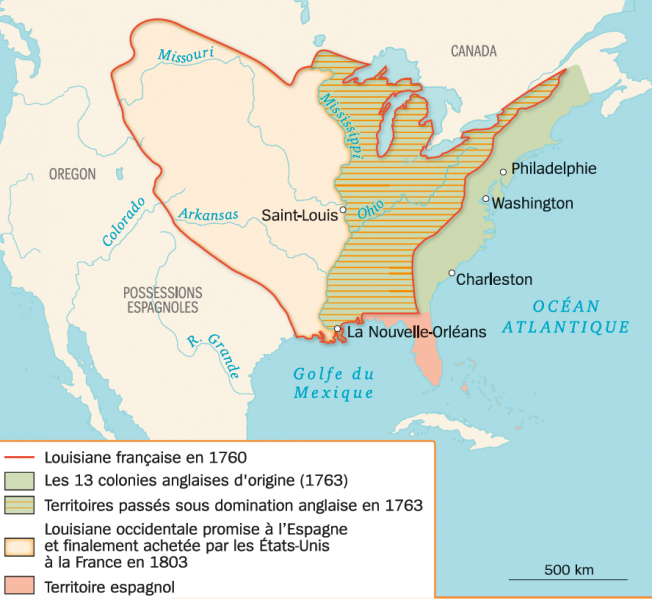 Missouri
CANADA
Mississippi
OREGON
Philadelphie
Washington
Colorado
Arkansas
Saint-Louis
Ohio
Charleston
POSSESSIONS
ESPAGNOLES
OCÉAN
ATLANTIQUE
La Nouvelle-Orléans
R. Grande
Golfe du
Mexique
Louisiane française en 1760
Les 13 colonies anglaises d'origine (1763)
Territoires passés sous domination anglaise en 1763
Louisiane occidentale promise à l'Espagne
et finalement achetée par les États-Unis
à la France en 1803
Territoire espagnol
500 km